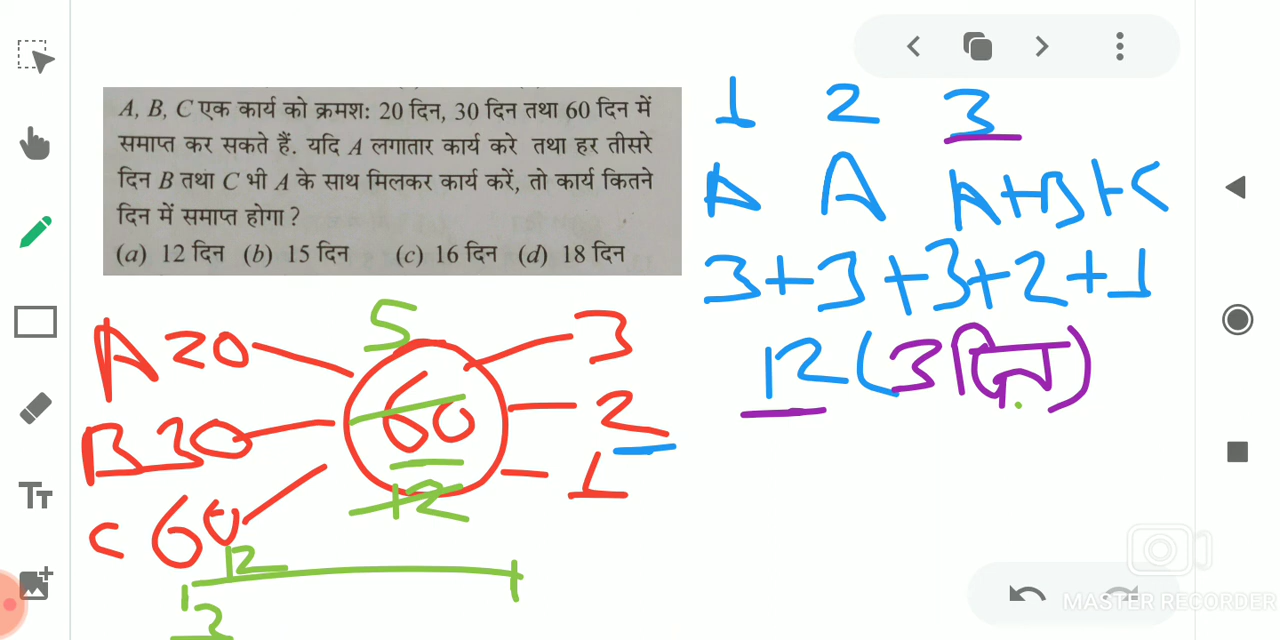 A, B, C एक कार्य को क्रमश: 20 दिन, 30 दिन तथा 60 दिन में
समाप्त कर सकते हैं. यदि A लगातार कार्य करे तथा हर तीसरे
दिन B तथा C भी A के साथ मिलकर कार्य करें, तो कार्य कितने
दिन में समाप्त होगा ?
(a) 12 दिन (b) 15 दिन (c) 16 दिन (d) 18 दिन
1 2 3
A A A+B+C
3+3+3+2+1
12 (3 दिन)
5
A 20 60 3
B 30 2
C 60 1
12
12
13
Tт
MASTER RECORDER